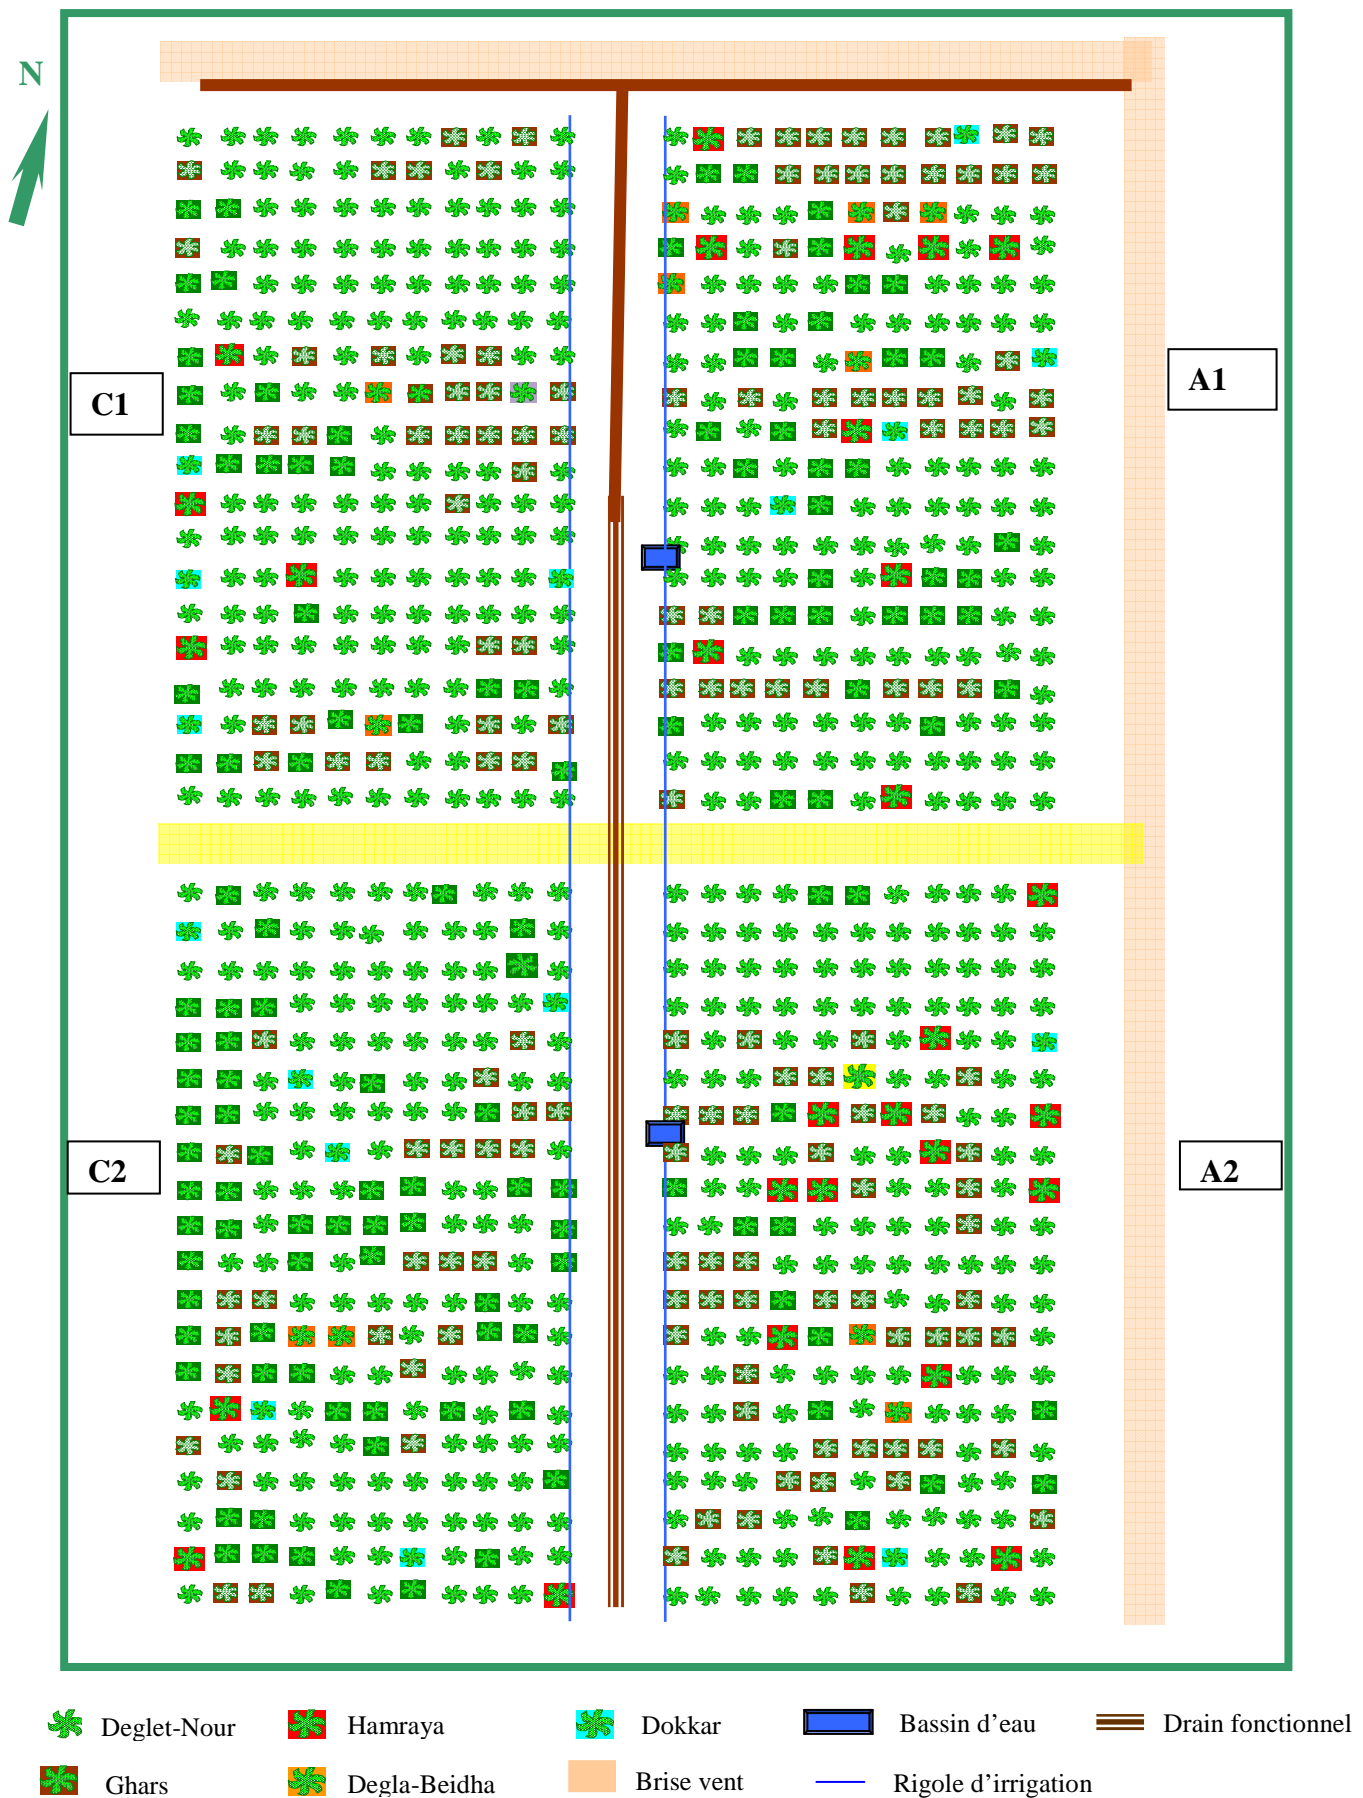 N
C1
A1
C2
A2
Deglet-Nour
Hamraya
Dokkar
Bassin d'eau
Drain fonctionnel
Ghars
Degla-Beidha
Brise vent
Rigole d'irrigation